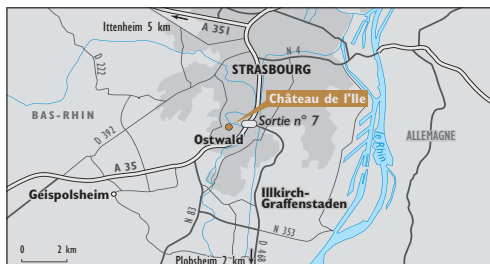 Ittenheim 5 km
A 351
N 4
D 222
STRASBOURG
Château de l'Ile
BAS-RHIN
Sortie n° 7
D 392
Ostwald
le Rhin
ALLEMAGNE
A 35
Geispolsheim
Illkirch-
Graffenstaden
N 83
N 353
D 468
0 2 km
Plobsheim 2 km